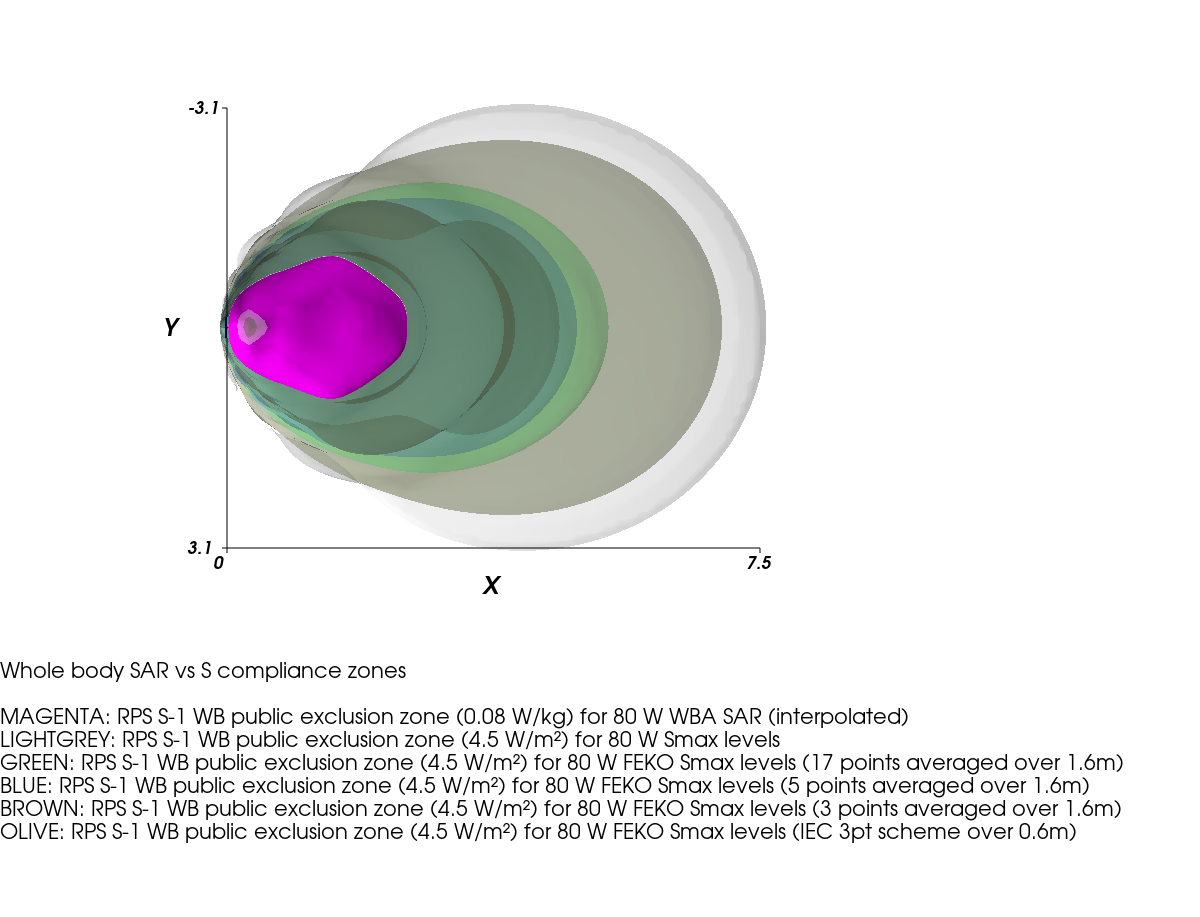 -3.1
Y
3.1
0
7.5
X
Whole body SAR vs S compliance zones
MAGENTA: RPS S-1 WB public exclusion zone (0.08 W/kg) for 80 W WBA SAR (interpolated)
LIGHTGREY: RPS S-1 WB public exclusion zone (4.5 W/m²) for 80 W Smax levels
GREEN: RPS S-1 WB public exclusion zone (4.5 W/m²) for 80 W FEKO Smax levels (17 points averaged over 1.6m)
BLUE: RPS S-1 WB public exclusion zone (4.5 W/m²) for 80 W FEKO Smax levels (5 points averaged over 1.6m)
BROWN: RPS S-1 WB public exclusion zone (4.5 W/m²) for 80 W FEKO Smax levels (3 points averaged over 1.6m)
OLIVE: RPS S-1 WB public exclusion zone (4.5 W/m²) for 80 W FEKO Smax levels (IEC 3pt scheme over 0.6m)